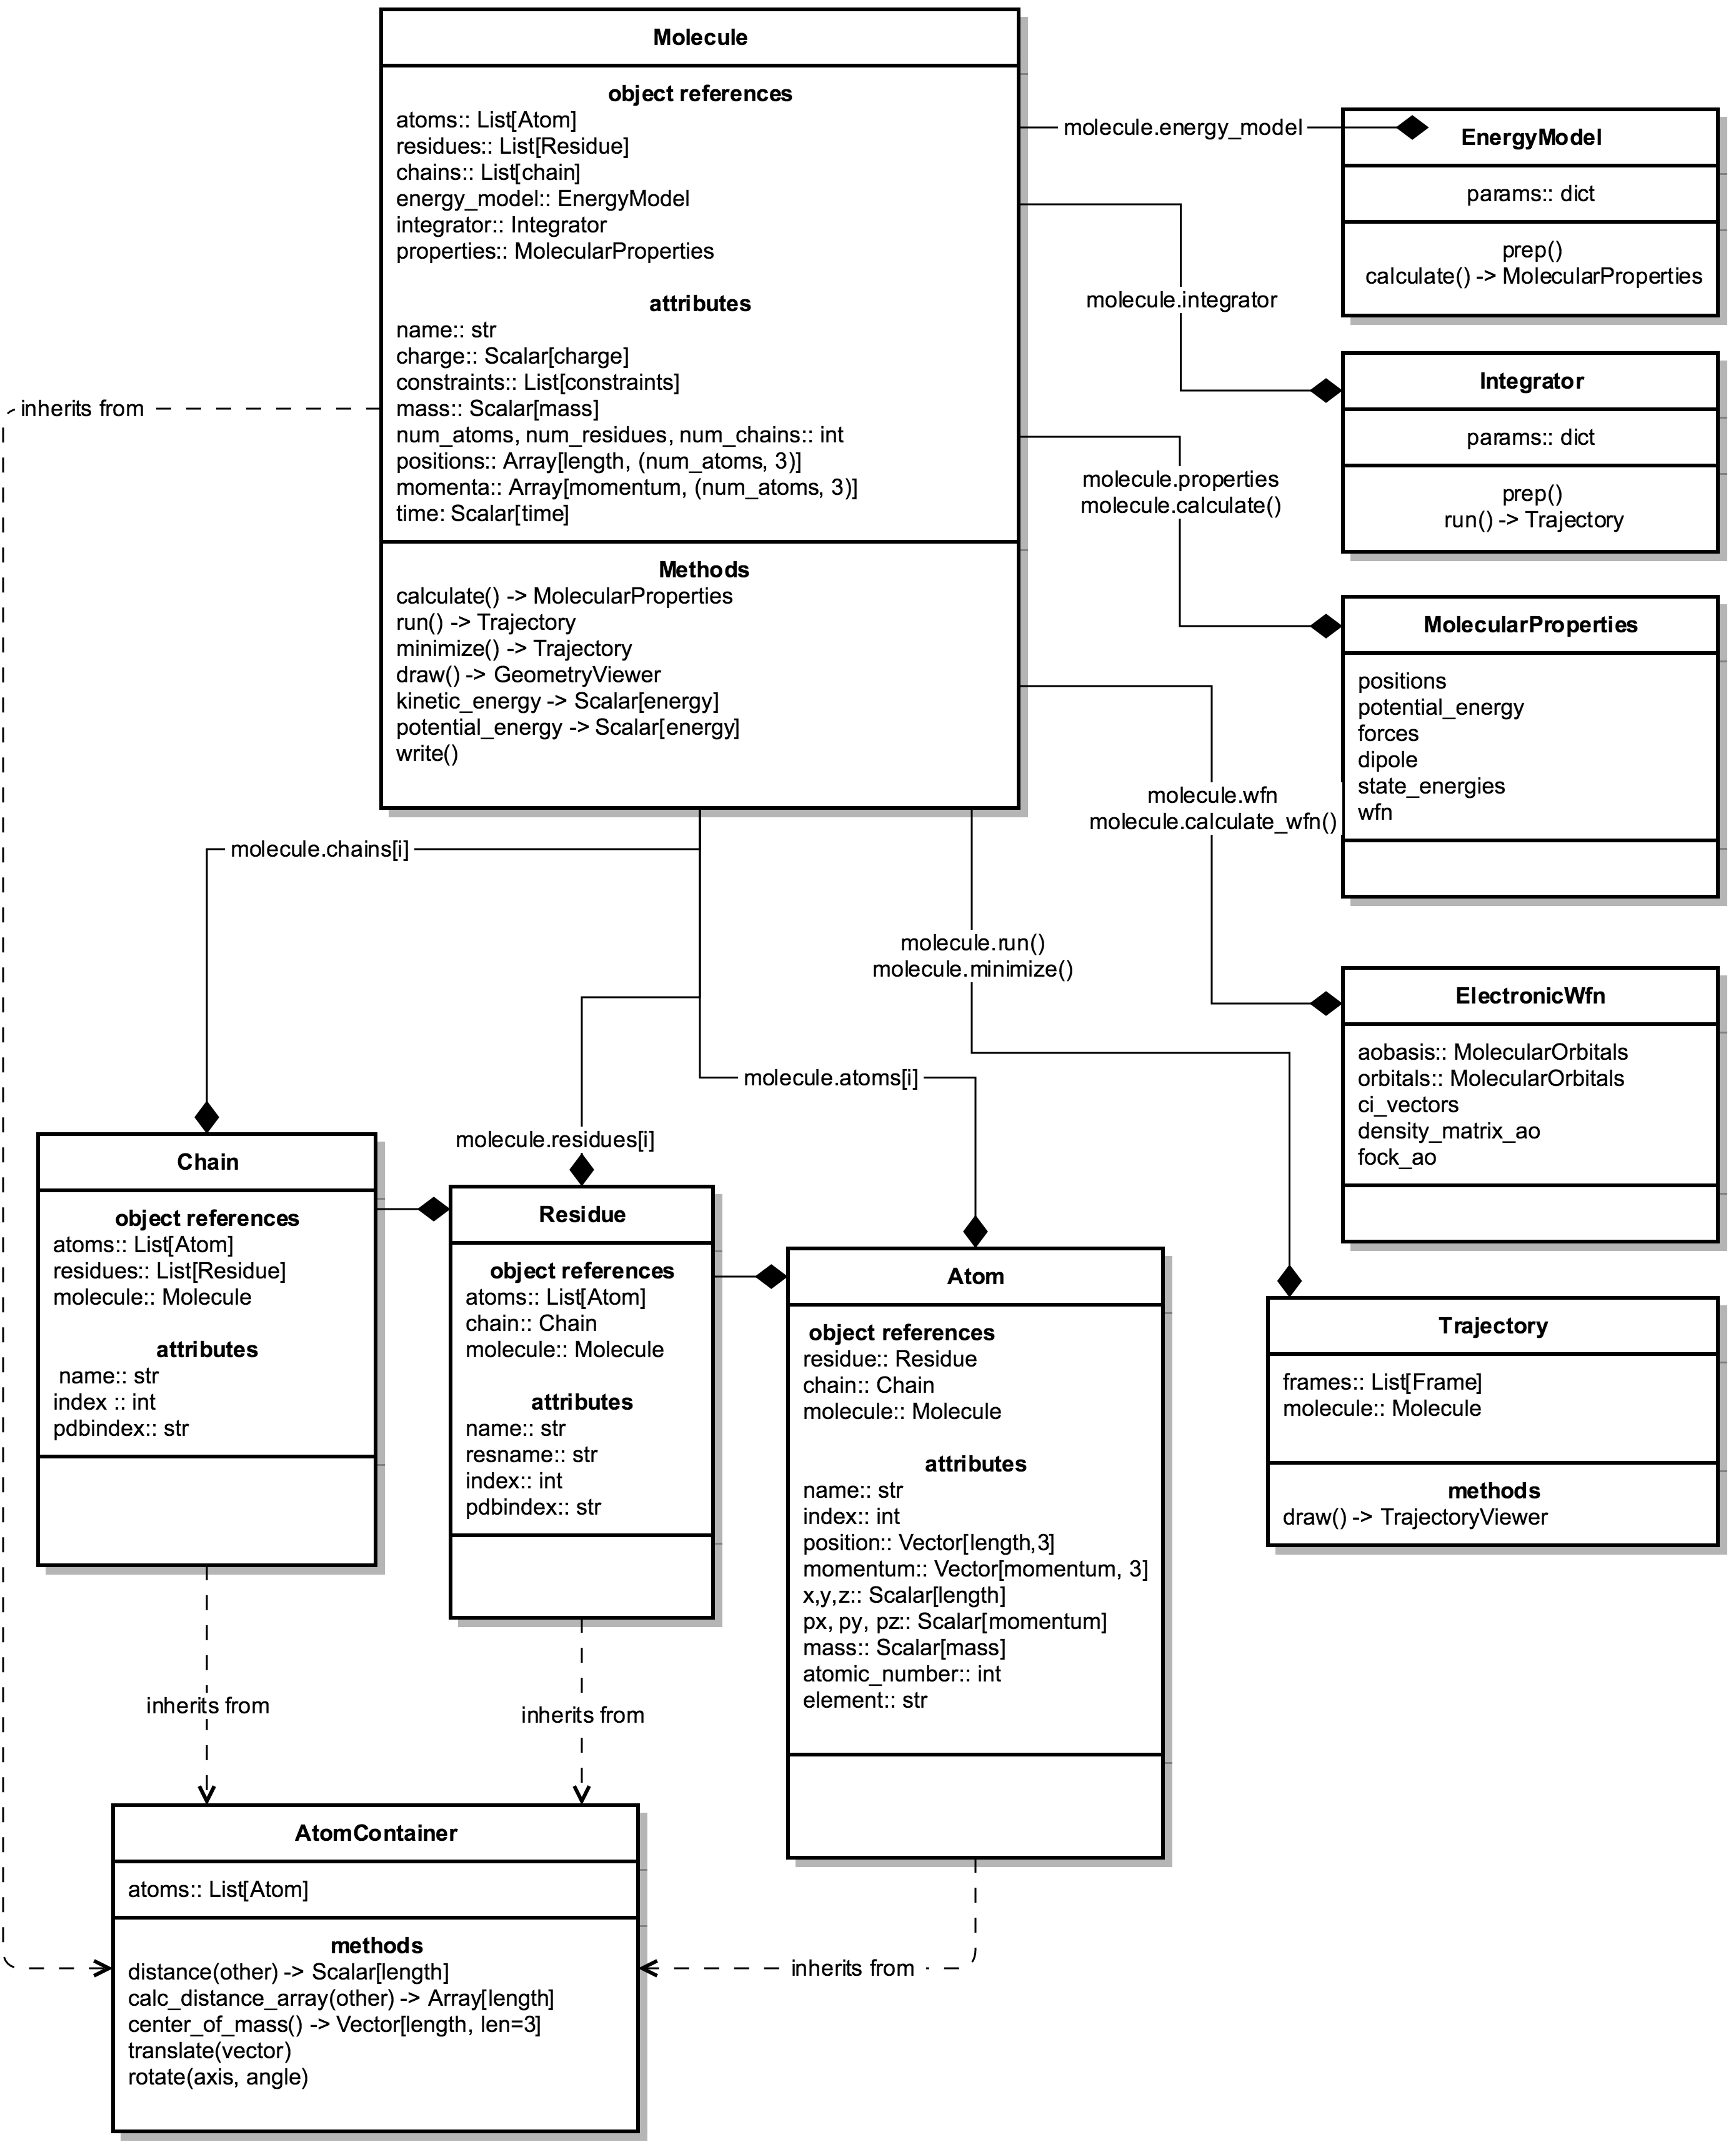 Molecule
object references
atoms:: List[Atom]
residues:: List[Residue]
chains:: List[chain]
energy_model:: EnergyModel
integrator:: Integrator
properties:: MolecularProperties
attributes
name:: str
charge:: Scalar[charge]
constraints:: List[constraints]
mass:: Scalar[mass]
num_atoms, num_residues, num_chains:: int
positions:: Array[length, (num_atoms, 3)]
momenta:: Array[momentum, (num_atoms, 3)]
time: Scalar[time]
Methods
calculate() -> MolecularProperties
run() -> Trajectory
minimize() -> Trajectory
draw() -> GeometryViewer
kinetic_energy -> Scalar[energy]
potential_energy -> Scalar[energy]
write()
inherits from
molecule.energy_model
EnergyModel
params:: dict
prep()
calculate() -> MolecularProperties
molecule.integrator
Integrator
params:: dict
prep()
run() -> Trajectory
molecule.properties
molecule.calculate()
MolecularProperties
positions
potential_energy
forces
dipole
state_energies
wfn
molecule.wfn
molecule.calculate_wfn()
ElectronicWfn
aobasis:: MolecularOrbitals
orbitals:: MolecularOrbitals
ci_vectors
density_matrix_ao
fock_ao
molecule.run()
molecule.minimize()
Trajectory
frames:: List[Frame]
molecule:: Molecule
methods
draw() -> TrajectoryViewer
molecule.chains[i]
Chain
object references
atoms:: List[Atom]
residues:: List[Residue]
molecule:: Molecule
attributes
name:: str
index :: int
pdbindex:: str
inherits from
molecule.residues[i]
Residue
object references
atoms:: List[Atom]
chain:: Chain
molecule:: Molecule
attributes
name:: str
resname:: str
index:: int
pdbindex:: str
inherits from
molecule.atoms[i]
Atom
object references
residue:: Residue
chain:: Chain
molecule:: Molecule
attributes
name:: str
index:: int
position:: Vector[length,3]
momentum:: Vector[momentum, 3]
x,y,z:: Scalar[length]
px, py, pz:: Scalar[momentum]
mass:: Scalar[mass]
atomic_number:: int
element:: str
inherits from
AtomContainer
atoms:: List[Atom]
methods
distance(other) -> Scalar[length]
calc_distance_array(other) -> Array[length]
center_of_mass() -> Vector[length, len=3]
translate(vector)
rotate(axis, angle)